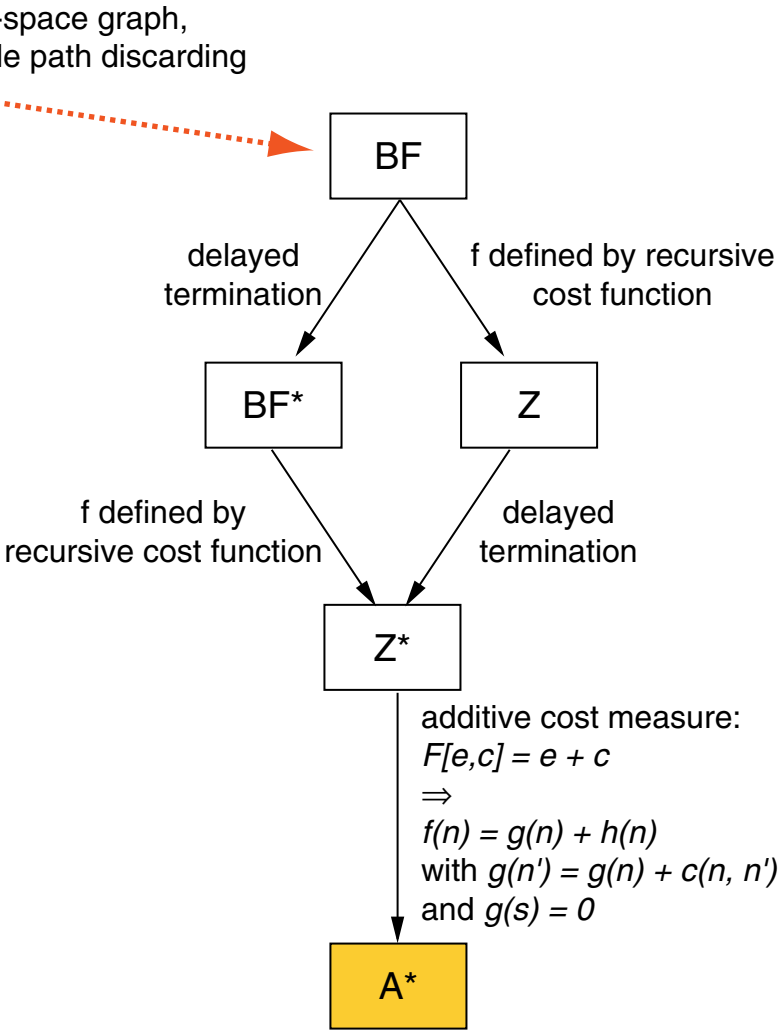 -space graph,
le path discarding
BF
delayed
termination
f defined by recursive
cost function
BF*
Z
f defined by
recursive cost function
delayed
termination
Z*
additive cost measure:
F[e,c] = e + c
⇒
f(n) = g(n) + h(n)
with g(n') = g(n) + c(n, n')
and g(s) = 0
A*